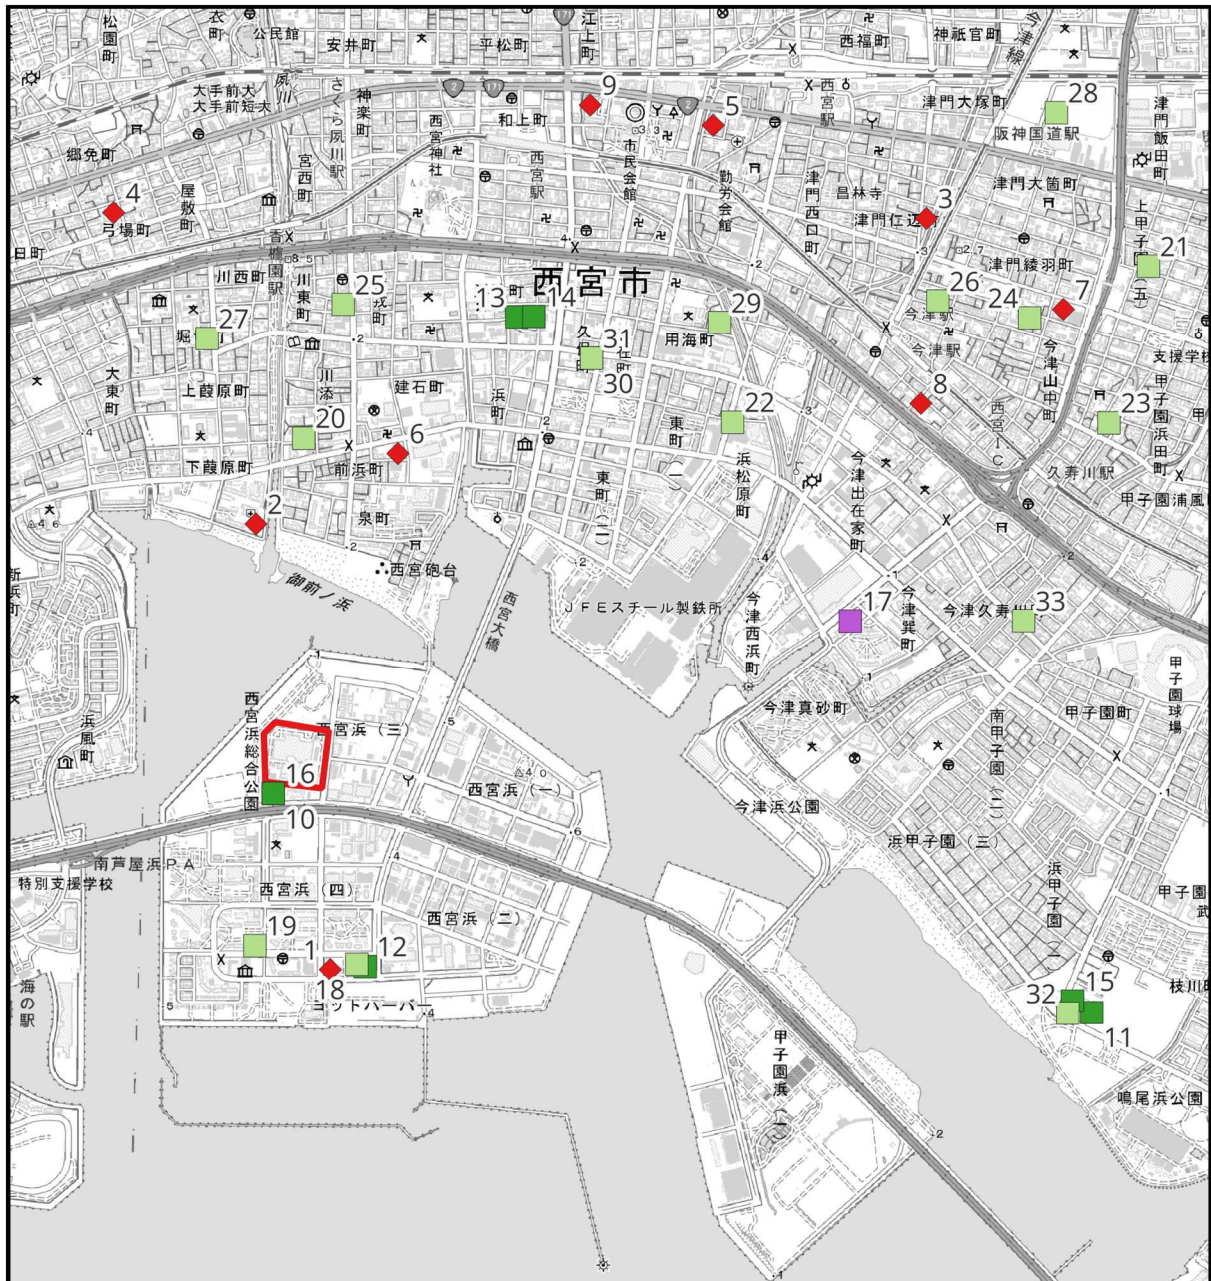 松園町
衣町
公民館
安井町
平松町
江上町
西福町
神祇官町
今津線
大手前大
大手前短大
夙川
さくら夙川駅
神楽町
西宮神社
和上町
9
5
西宮駅
津門大塚町
28
阪神国道駅
津門飯田町
郷免町
宮西町
西宮駅
市民会館
勤労会館
津門西口町
昌林寺
津門大箇町
4
屋敷町
弓場町
3
津門仁辺
上甲子園(五)
21
日町
香櫨園駅
川西町
川東町
25
戎町
13
14
西宮市
29
津門綾羽町
26
24
7
今津駅
今津駅
27
31
用海町
30
今津山中町
支援学校
大東町
上葭原町
川添
建石町
浜町
22
8
西宮IC
23
甲子園浜田町
20
6
前浜町
東町(一)
浜松原町
下葭原町
今津出在家町
久寿川駅
甲子園浦風
2
泉町
東町(二)
西宮砲台
御前ノ浜
西宮大橋
JFEスチール製鉄所
今津西浜町
17
今津巽町
今津久寿川
33
新浜町
浜風町
西宮浜総合公園
西宮浜(三)
今津真砂町
南甲子園(二)
甲子園町
甲子園球場
16
10
西宮浜(一)
今津浜公園
浜甲子園(三)
南芦屋浜PA
特別支援学校
西宮浜(四)
西宮浜(二)
浜甲子園(一)
甲子園
19
1
12
18
ヨットハーバー
海の駅
甲子園浜(一)
32
15
11
枝川町
鳴尾浜公園